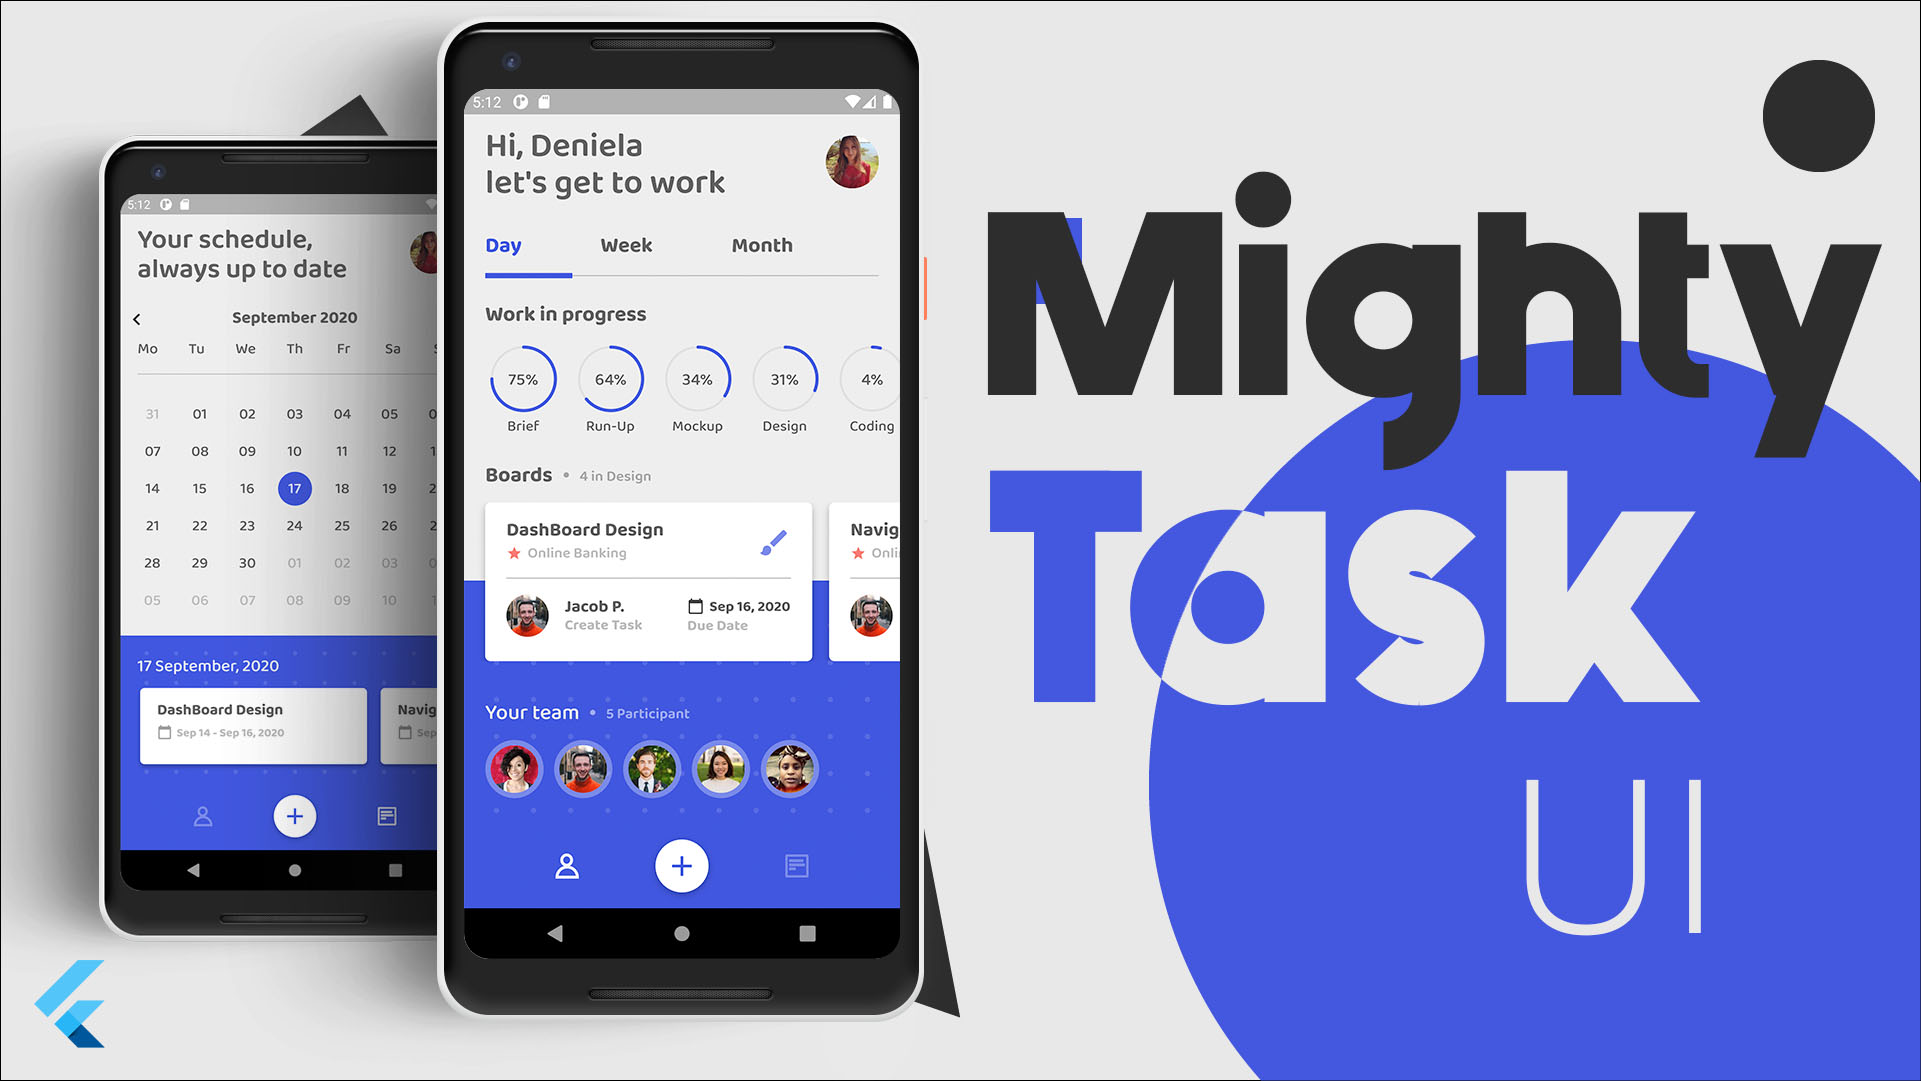 5:12
Your schedule,
always up to date
September 2020
Mo Tu We Th Fr Sa
31 01 02 03 04 05
07 08 09 10 11 12
14 15 16 17 18 19
21 22 23 24 25 26
28 29 30 01 02 03
05 06 07 08 09 10
17 September, 2020
DashBoard Design
Sep 14 - Sep 16, 2020
Navig
Sep
5:12
Hi, Deniela
let's get to work
Day Week Month
Work in progress
75% 64% 34% 31% 4%
Brief Run-Up Mockup Design Coding
Boards • 4 in Design
DashBoard Design
Online Banking
Jacob P.
Create Task
Sep 16, 2020
Due Date
Navig
Onli
Your team • 5 Participant
Mighty
Task
UI